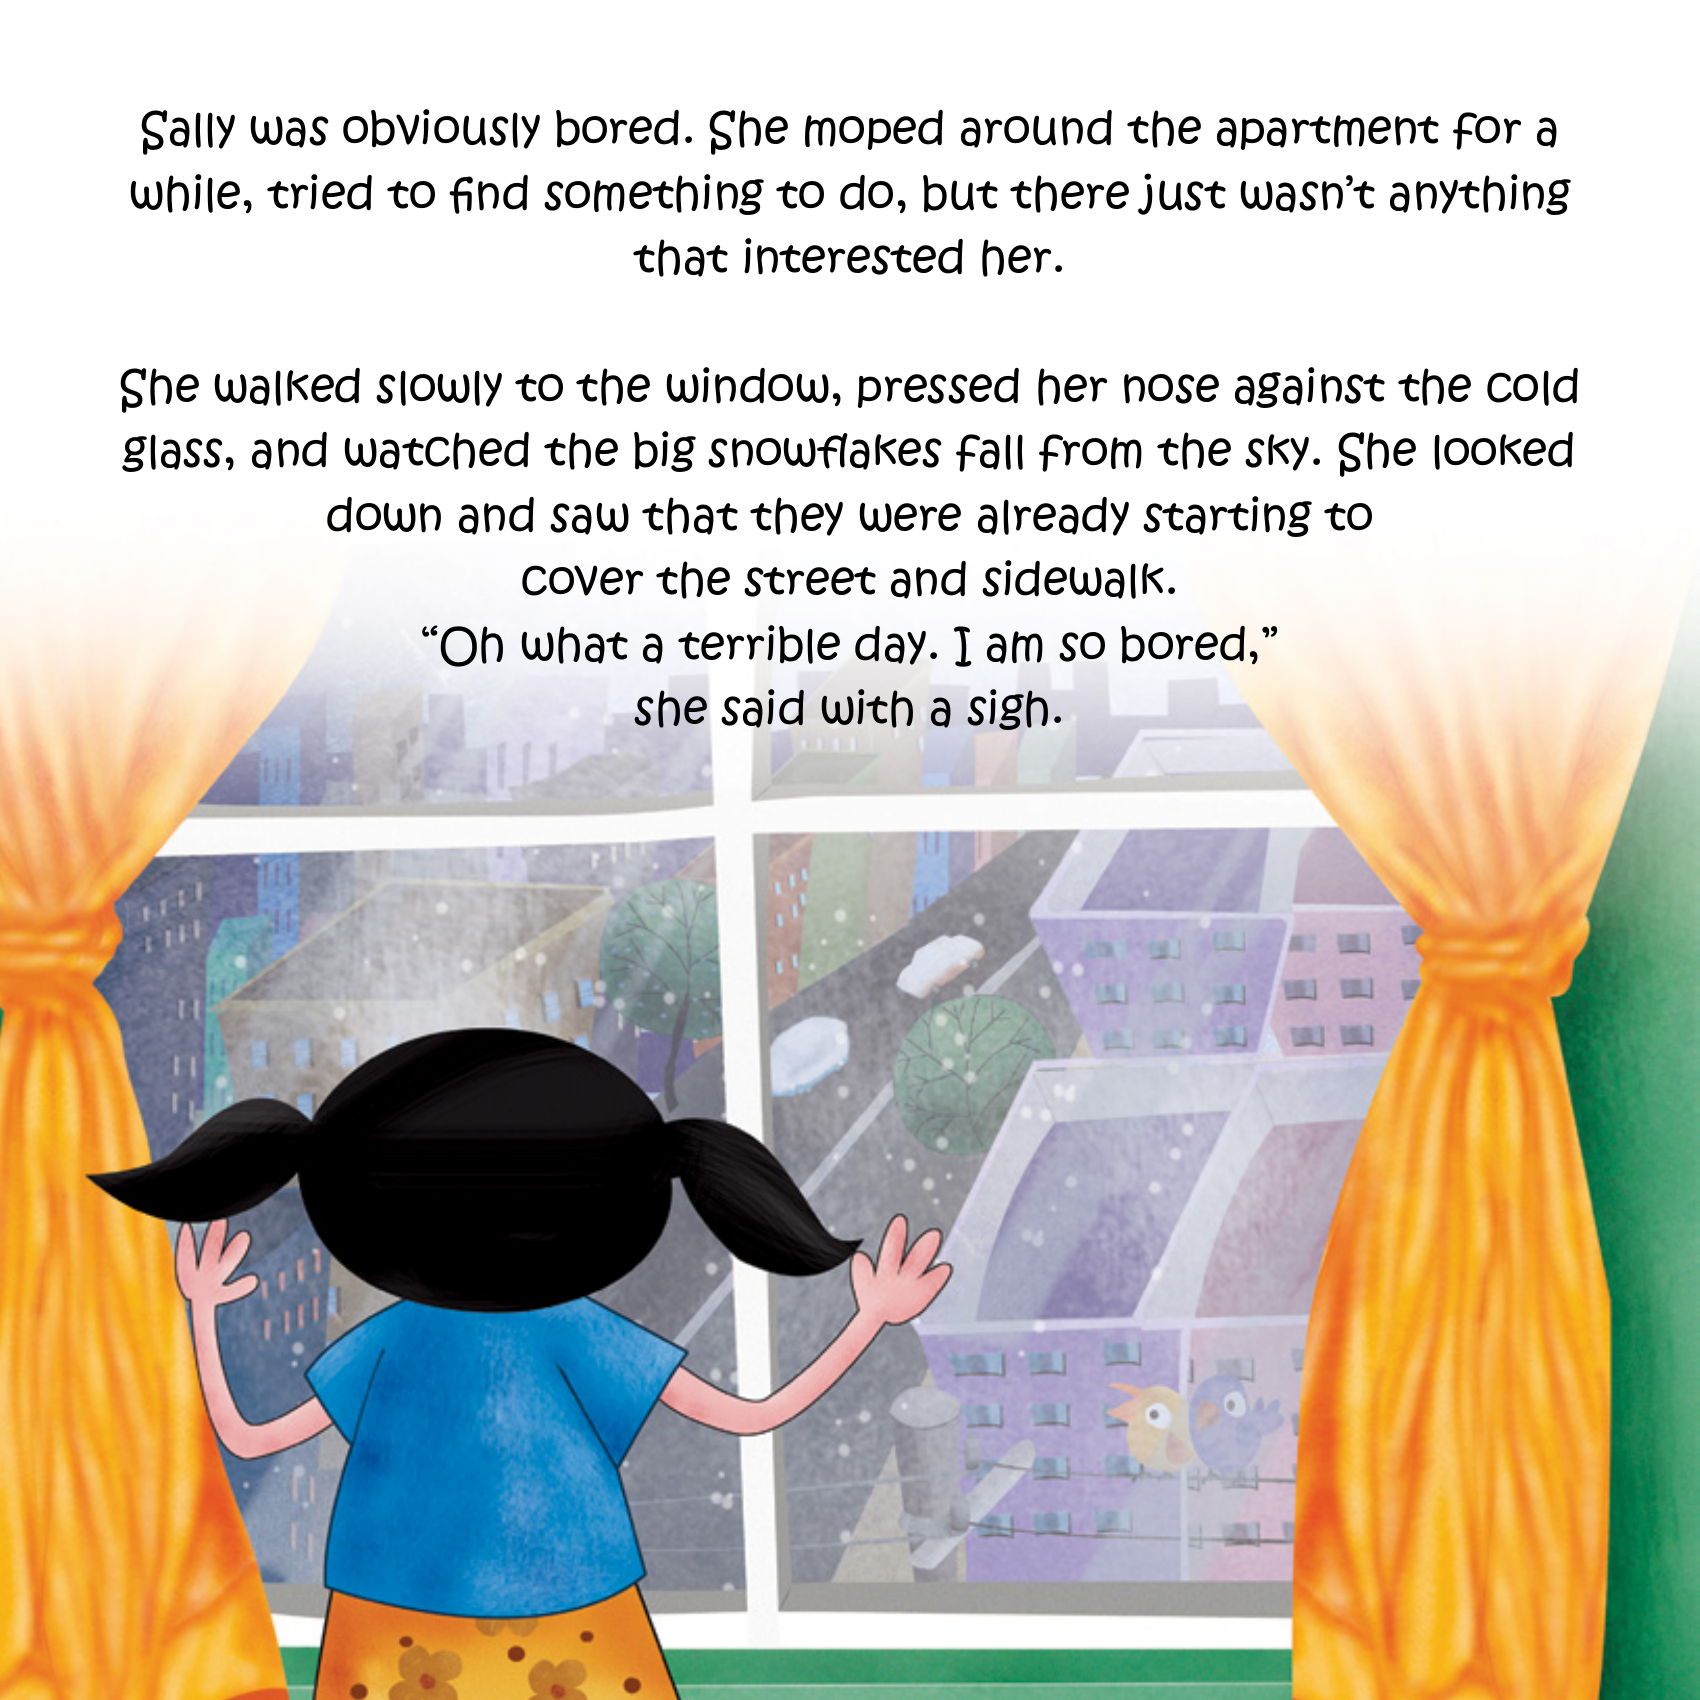 Sally was obviously bored. She moped around the apartment for a
while, tried to find something to do, but there just wasn’t anything
that interested her.
She walked slowly to the window, pressed her nose against the cold
glass, and watched the big snowflakes fall from the sky. She looked
down and saw that they were already starting to
cover the street and sidewalk.
“Oh what a terrible day. I am so bored,”
she said with a sigh.